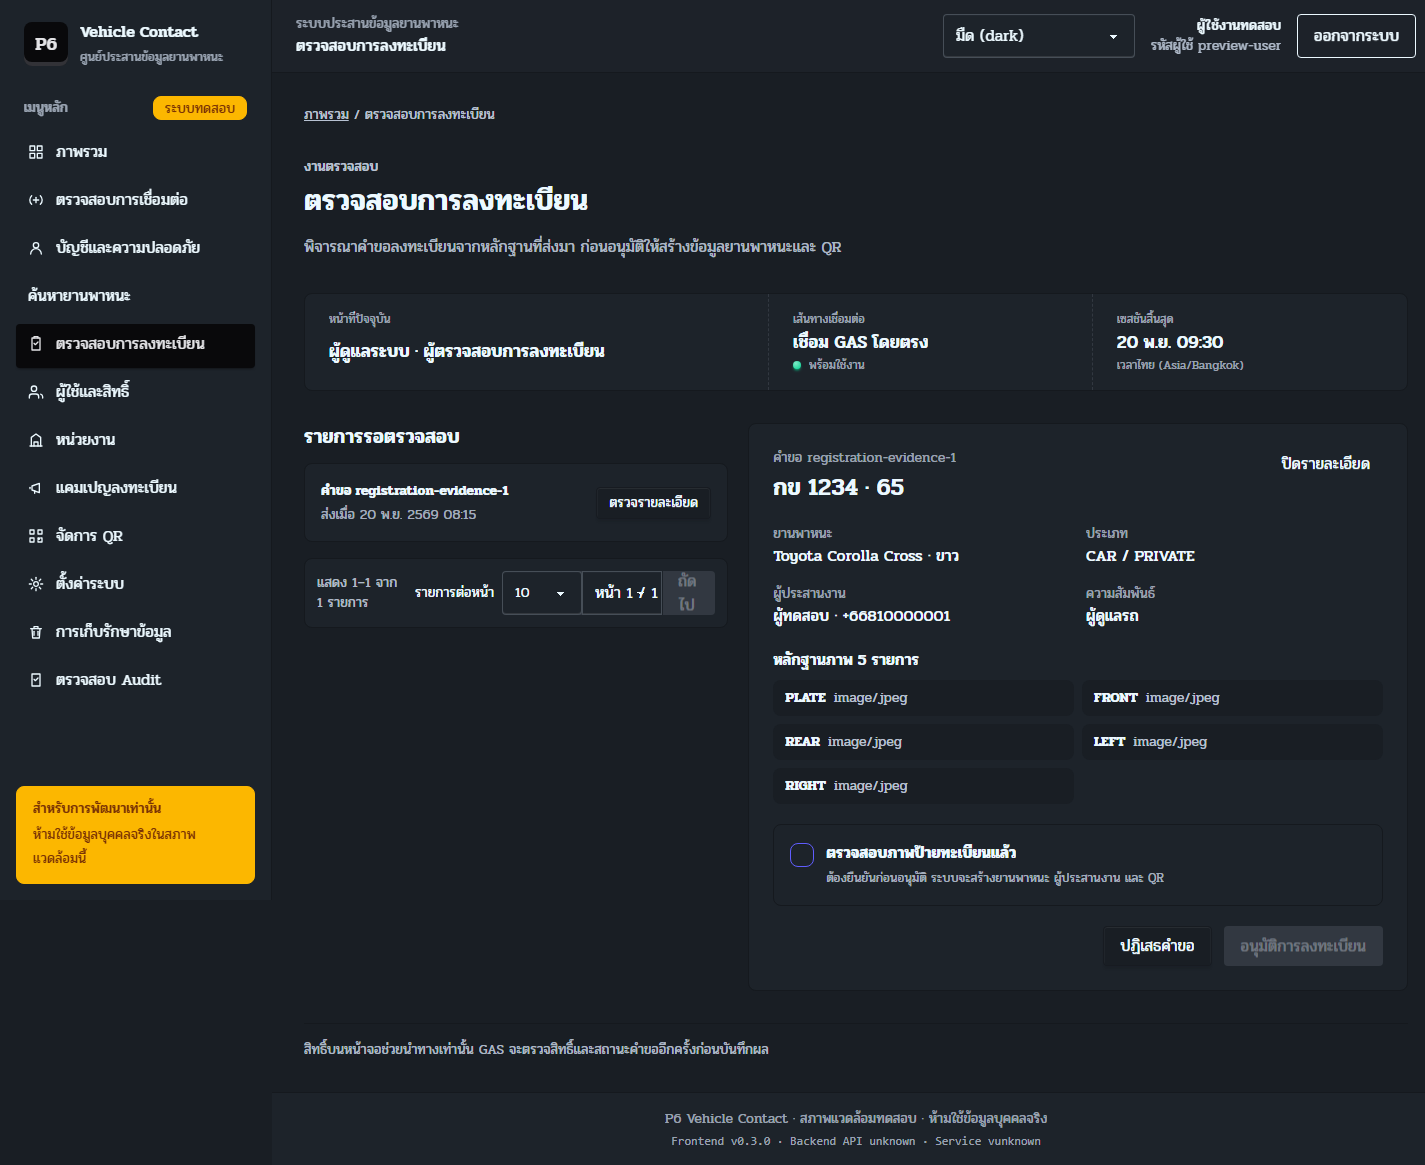 P6
Vehicle Contact
ศูนย์ประสานข้อมูลยานพาหนะ
เมนูหลัก
ระบบทดสอบ
ภาพรวม
ตรวจสอบการเชื่อมต่อ
บัญชีและความปลอดภัย
ค้นหายานพาหนะ
ตรวจสอบการลงทะเบียน
ผู้ใช้และสิทธิ์
หน่วยงาน
แคมเปญลงทะเบียน
จัดการ QR
ตั้งค่าระบบ
การเก็บรักษาข้อมูล
ตรวจสอบ Audit
สำหรับการพัฒนาเท่านั้น
ห้ามใช้ข้อมูลบุคคลจริงในสภาพ
แวดล้อมนี้
ระบบประสานข้อมูลยานพาหนะ
ตรวจสอบการลงทะเบียน
มืด (dark)
ผู้ใช้งานทดสอบ
รหัสผู้ใช้ preview-user
ออกจากระบบ
ภาพรวม / ตรวจสอบการลงทะเบียน
งานตรวจสอบ
ตรวจสอบการลงทะเบียน
พิจารณาคำขอลงทะเบียนจากหลักฐานที่ส่งมา ก่อนอนุมัติให้สร้างข้อมูลยานพาหนะและ QR
หน้าที่ปัจจุบัน
ผู้ดูแลระบบ · ผู้ตรวจสอบการลงทะเบียน
เส้นทางเชื่อมต่อ
เชื่อม GAS โดยตรง
พร้อมใช้งาน
เซสชันสิ้นสุด
20 พ.ย. 09:30
เวลาไทย (Asia/Bangkok)
รายการรอตรวจสอบ
คำขอ registration-evidence-1
ส่งเมื่อ 20 พ.ย. 2569 08:15
ตรวจรายละเอียด
แสดง 1–1 จาก
1 รายการ
รายการต่อหน้า
10
หน้า 1 / 1
ถัด
ไป
คำขอ registration-evidence-1
กข 1234 · 65
ปิดรายละเอียด
ยานพาหนะ
Toyota Corolla Cross · ขาว
ประเภท
CAR / PRIVATE
ผู้ประสานงาน
ผู้ทดสอบ · +66810000001
ความสัมพันธ์
ผู้ดูแลรถ
หลักฐานภาพ 5 รายการ
PLATE image/jpeg
FRONT image/jpeg
REAR image/jpeg
LEFT image/jpeg
RIGHT image/jpeg
ตรวจสอบภาพป้ายทะเบียนแล้ว
ต้องยืนยันก่อนอนุมัติ ระบบจะสร้างยานพาหนะ ผู้ประสานงาน และ QR
ปฏิเสธคำขอ
อนุมัติการลงทะเบียน
สิทธิ์บนหน้าจอช่วยนำทางเท่านั้น GAS จะตรวจสิทธิ์และสถานะคำขออีกครั้งก่อนบันทึกผล
P6 Vehicle Contact · สภาพแวดล้อมทดสอบ · ห้ามใช้ข้อมูลบุคคลจริง
Frontend v0.3.0 · Backend API unknown · Service vunknown